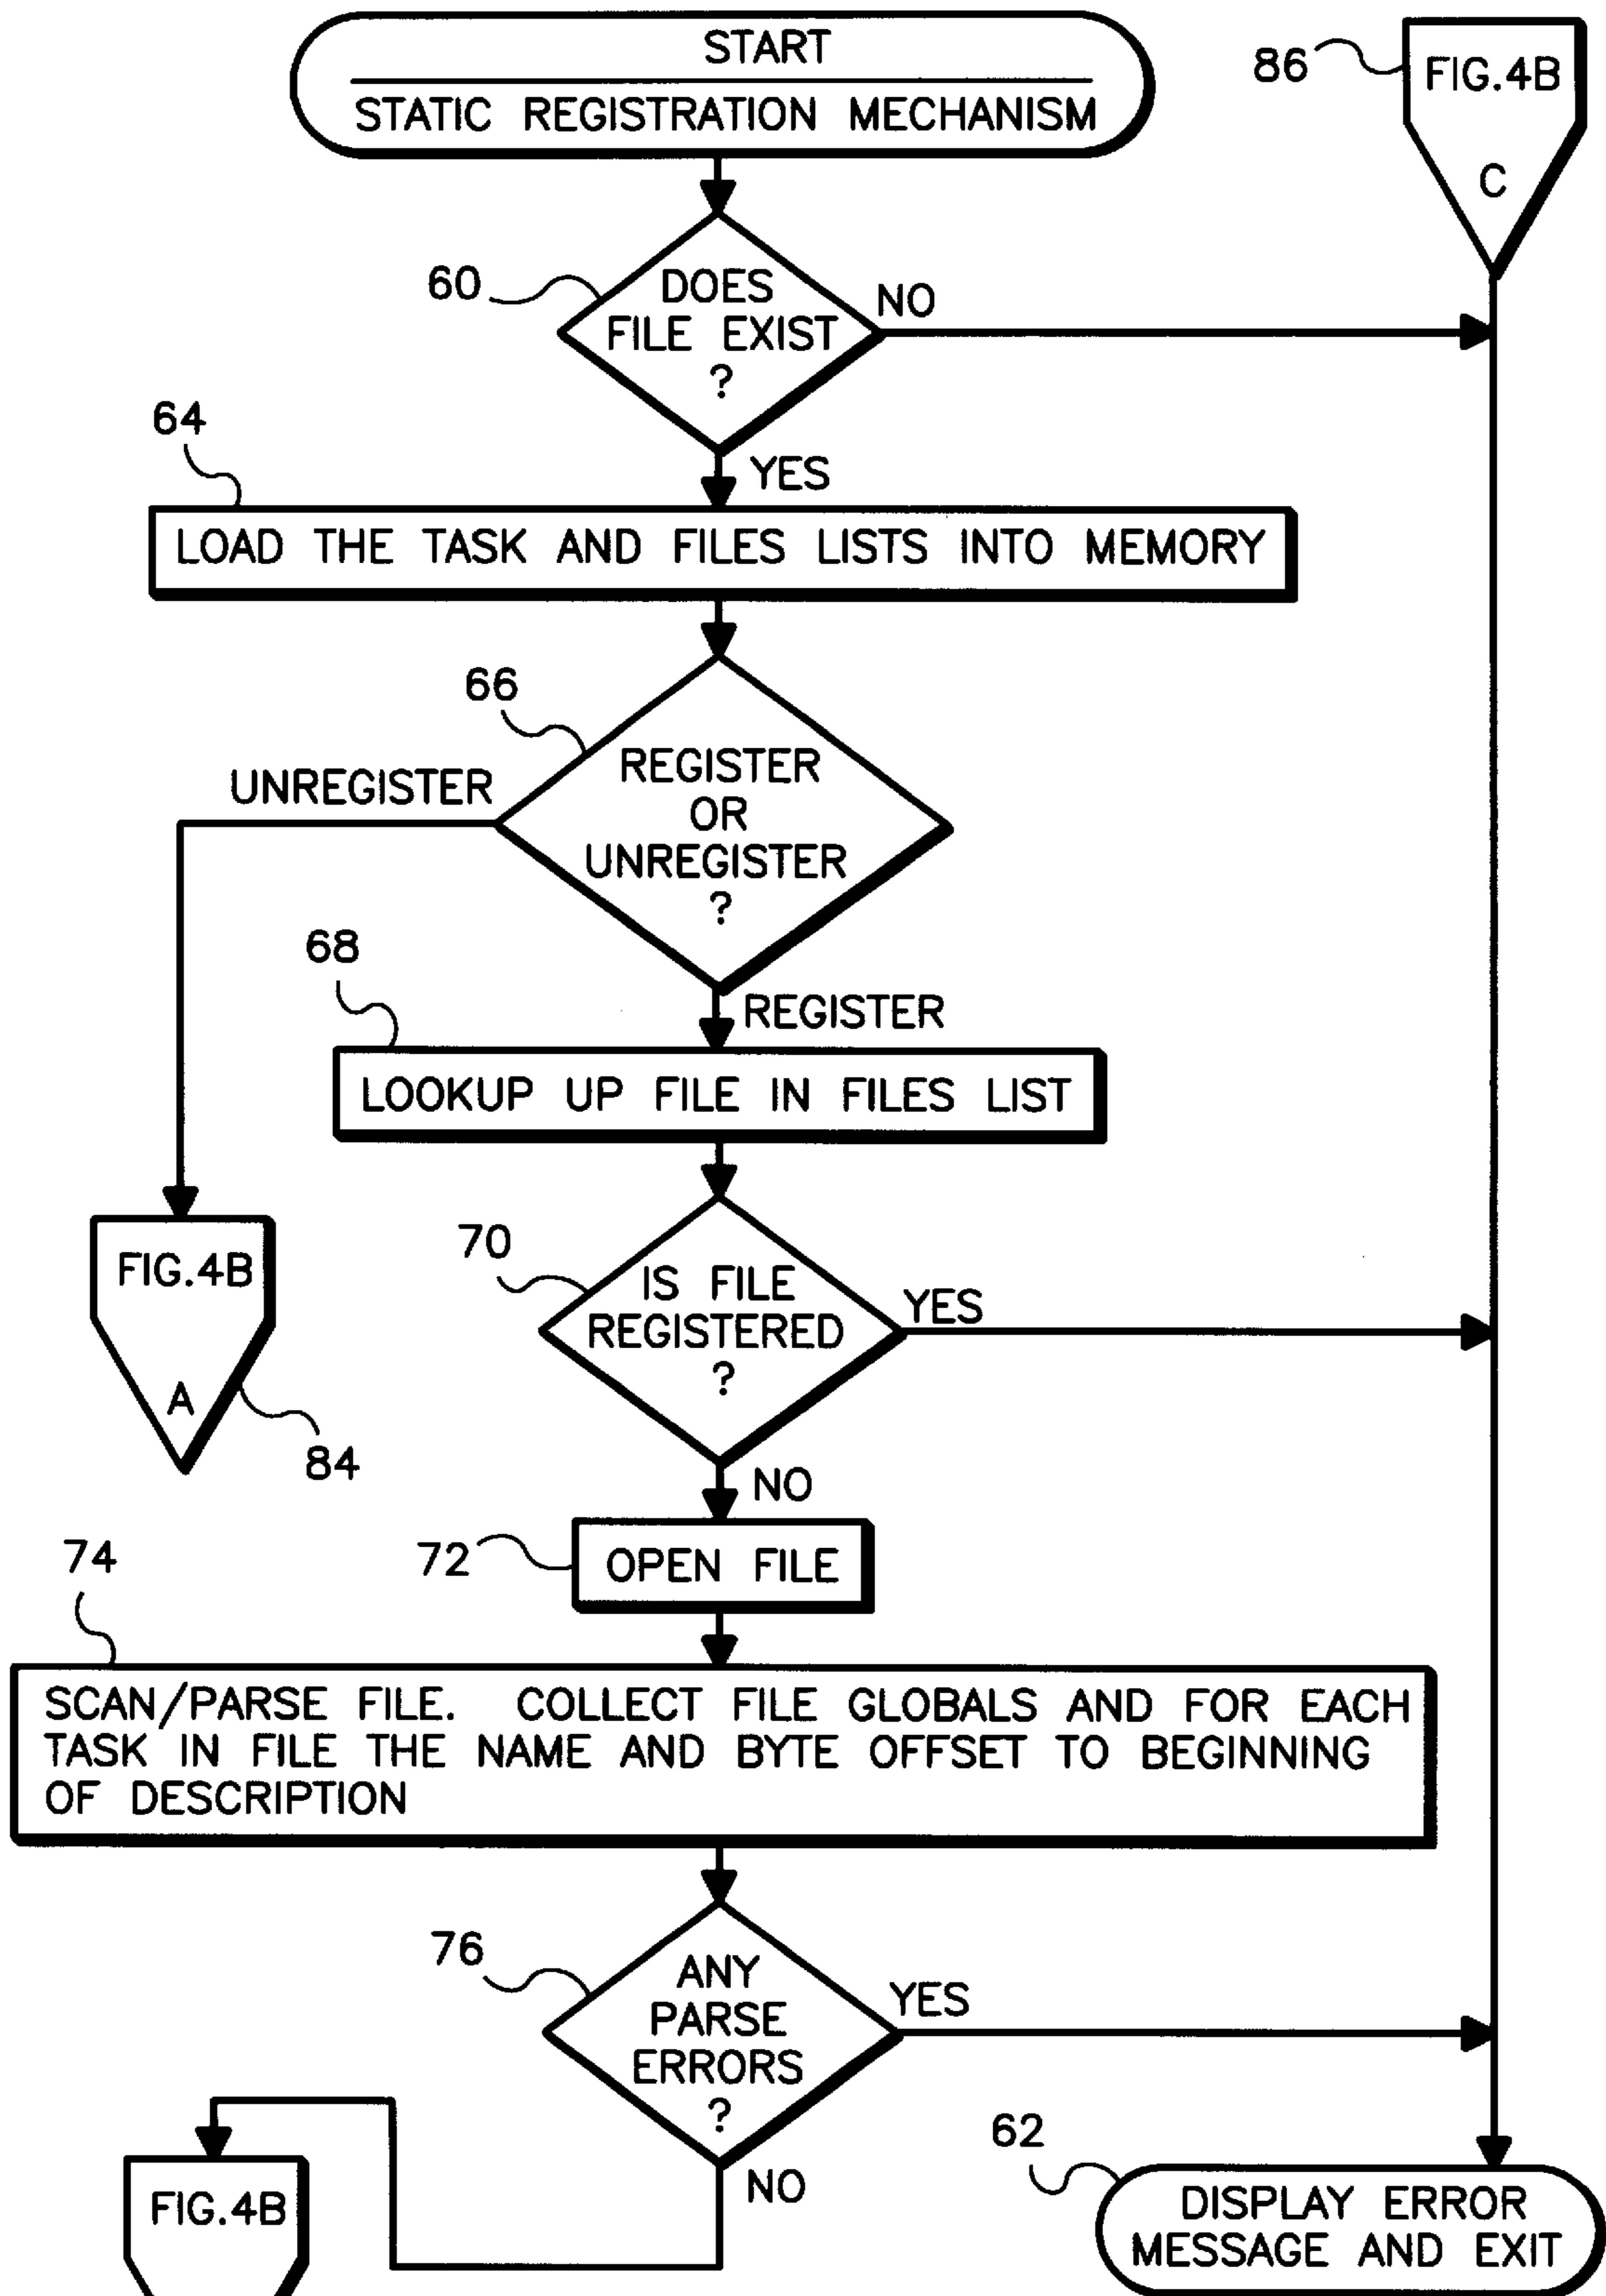 START
STATIC REGISTRATION MECHANISM
86
FIG.4B
C
60
DOES
FILE EXIST
?
NO
YES
64
LOAD THE TASK AND FILES LISTS INTO MEMORY
66
REGISTER
OR
UNREGISTER
?
UNREGISTER
REGISTER
68
LOOKUP UP FILE IN FILES LIST
FIG.4B
A
84
70
IS FILE
REGISTERED
?
YES
NO
72
OPEN FILE
74
SCAN/PARSE FILE. COLLECT FILE GLOBALS AND FOR EACH
TASK IN FILE THE NAME AND BYTE OFFSET TO BEGINNING
OF DESCRIPTION
76
ANY
PARSE
ERRORS
?
YES
NO
FIG.4B
62
DISPLAY ERROR
MESSAGE AND EXIT